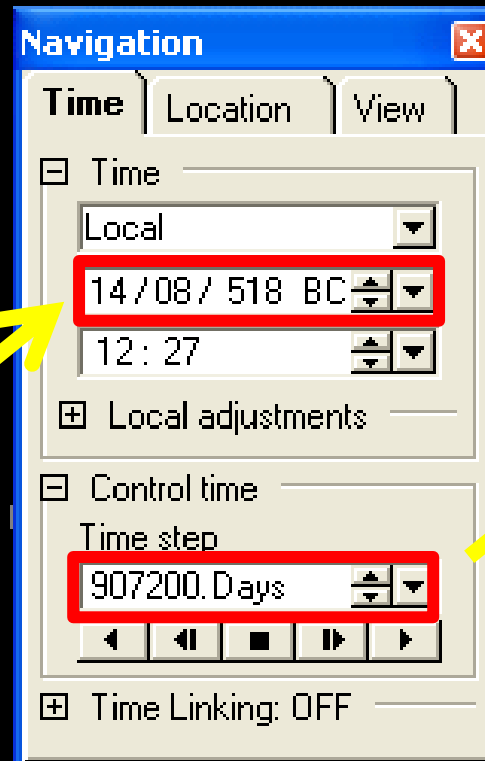 Navigation
Time Location View
Time
Local
14/08/ 518 BC
12: 27
Local adjustments
Control time
Time step
907200.Days
Time Linking: OFF